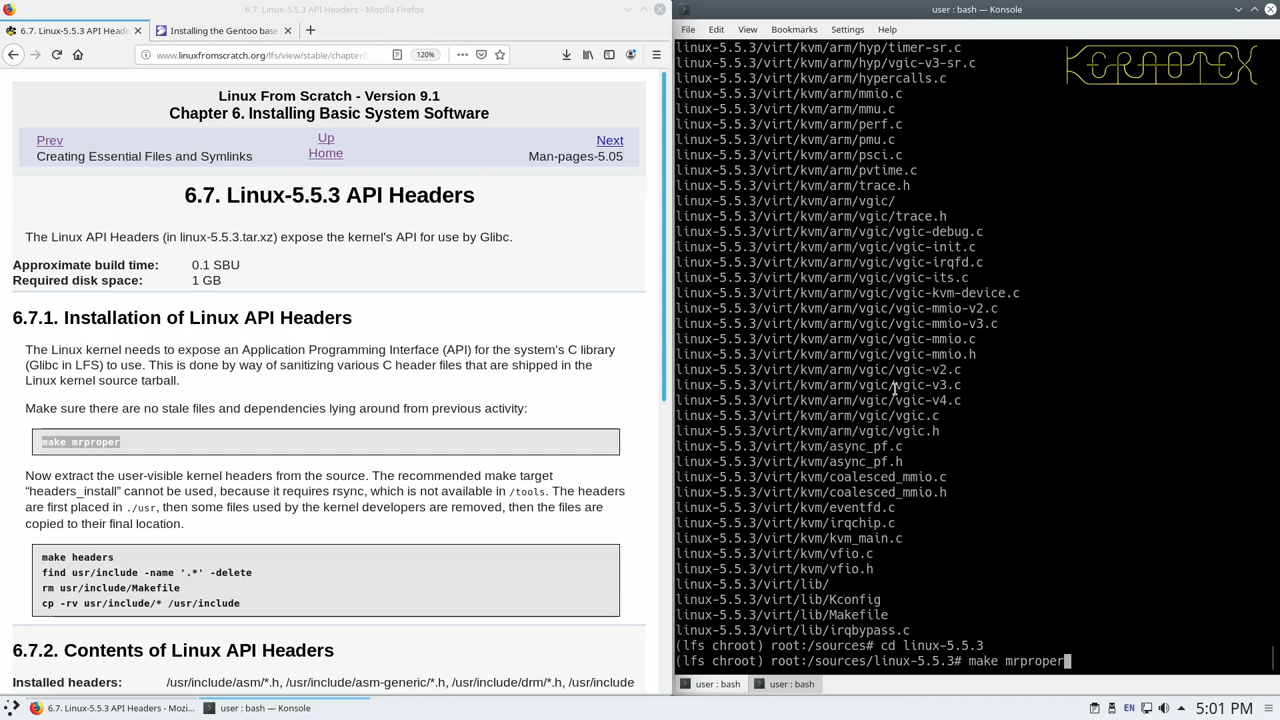 6.7. Linux-5.5.3 API Headers - Mozilla Firefox
6.7. Linux-5.5.3 API Heade
Installing the Gentoo base
www.linuxfromscratch.org/lfs/view/stable/chapter
120%
Linux From Scratch - Version 9.1
Chapter 6. Installing Basic System Software
Prev
Up
Next
Creating Essential Files and Symlinks
Home
Man-pages-5.05
6.7. Linux-5.5.3 API Headers
The Linux API Headers (in linux-5.5.3.tar.xz) expose the kernel's API for use by Glibc.
Approximate build time: 0.1 SBU
Required disk space: 1 GB
6.7.1. Installation of Linux API Headers
The Linux kernel needs to expose an Application Programming Interface (API) for the system's C library
(Glibc in LFS) to use. This is done by way of sanitizing various C header files that are shipped in the
Linux kernel source tarball.
Make sure there are no stale files and dependencies lying around from previous activity:
make mrproper
Now extract the user-visible kernel headers from the source. The recommended make target
“headers_install” cannot be used, because it requires rsync, which is not available in /tools. The headers
are first placed in ./usr, then some files used by the kernel developers are removed, then the files are
copied to their final location.
make headers
find usr/include -name '.*' -delete
rm usr/include/Makefile
cp -rv usr/include/* /usr/include
6.7.2. Contents of Linux API Headers
Installed headers: /usr/include/asm/*.h, /usr/include/asm-generic/*.h, /usr/include/drm/*.h, /usr/include
user : bash — Konsole
File Edit View Bookmarks Settings Help
KERNOTEX
linux-5.5.3/virt/kvm/arm/hyp/timer-sr.c
linux-5.5.3/virt/kvm/arm/hyp/vgic-v3-sr.c
linux-5.5.3/virt/kvm/arm/hypercalls.c
linux-5.5.3/virt/kvm/arm/mmio.c
linux-5.5.3/virt/kvm/arm/mmu.c
linux-5.5.3/virt/kvm/arm/perf.c
linux-5.5.3/virt/kvm/arm/pmu.c
linux-5.5.3/virt/kvm/arm/psci.c
linux-5.5.3/virt/kvm/arm/pvtime.c
linux-5.5.3/virt/kvm/arm/trace.h
linux-5.5.3/virt/kvm/arm/vgic/
linux-5.5.3/virt/kvm/arm/vgic/trace.h
linux-5.5.3/virt/kvm/arm/vgic/vgic-debug.c
linux-5.5.3/virt/kvm/arm/vgic/vgic-init.c
linux-5.5.3/virt/kvm/arm/vgic/vgic-irqfd.c
linux-5.5.3/virt/kvm/arm/vgic/vgic-its.c
linux-5.5.3/virt/kvm/arm/vgic/vgic-kvm-device.c
linux-5.5.3/virt/kvm/arm/vgic/vgic-mmio-v2.c
linux-5.5.3/virt/kvm/arm/vgic/vgic-mmio-v3.c
linux-5.5.3/virt/kvm/arm/vgic/vgic-mmio.c
linux-5.5.3/virt/kvm/arm/vgic/vgic-mmio.h
linux-5.5.3/virt/kvm/arm/vgic/vgic-v2.c
linux-5.5.3/virt/kvm/arm/vgic/vgic-v3.c
linux-5.5.3/virt/kvm/arm/vgic/vgic-v4.c
linux-5.5.3/virt/kvm/arm/vgic/vgic.c
linux-5.5.3/virt/kvm/arm/vgic/vgic.h
linux-5.5.3/virt/kvm/async_pf.c
linux-5.5.3/virt/kvm/async_pf.h
linux-5.5.3/virt/kvm/coalesced_mmio.c
linux-5.5.3/virt/kvm/coalesced_mmio.h
linux-5.5.3/virt/kvm/eventfd.c
linux-5.5.3/virt/kvm/irqchip.c
linux-5.5.3/virt/kvm/kvm_main.c
linux-5.5.3/virt/kvm/vfio.c
linux-5.5.3/virt/kvm/vfio.h
linux-5.5.3/virt/lib/
linux-5.5.3/virt/lib/Kconfig
linux-5.5.3/virt/lib/Makefile
linux-5.5.3/virt/lib/irqbypass.c
(lfs chroot) root:/sources# cd linux-5.5.3
(lfs chroot) root:/sources/linux-5.5.3# make mrproper
user : bash
user : bash
6.7. Linux-5.5.3 API Headers - Mozi...
user : bash — Konsole
EN
5:01 PM